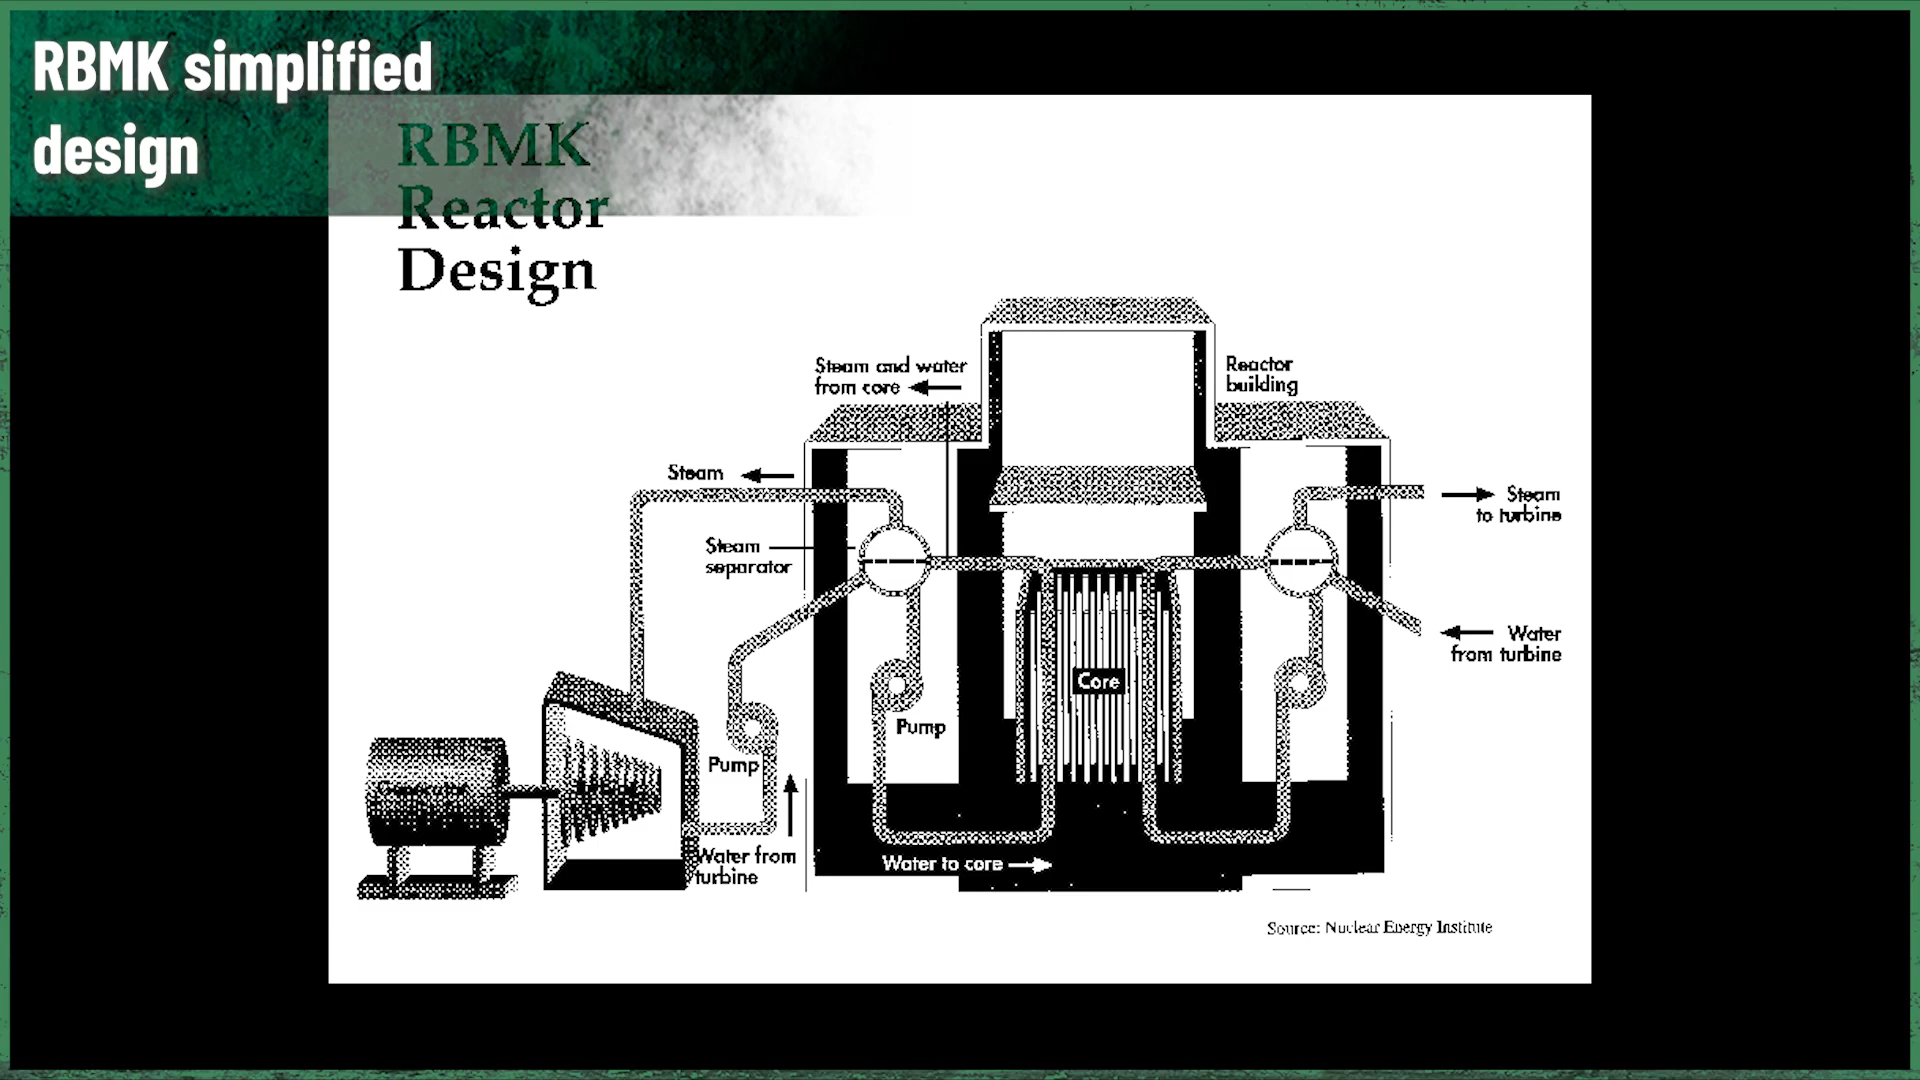 RBMK simplified
design
RBMK
Reactor
Design
Steam and water
from core
Reactor
building
Steam
Steam
to turbine
Steam
separator
Water
from turbine
Core
Pump
Pump
Water from
turbine
Water to core
Source: Nuclear Energy Institute